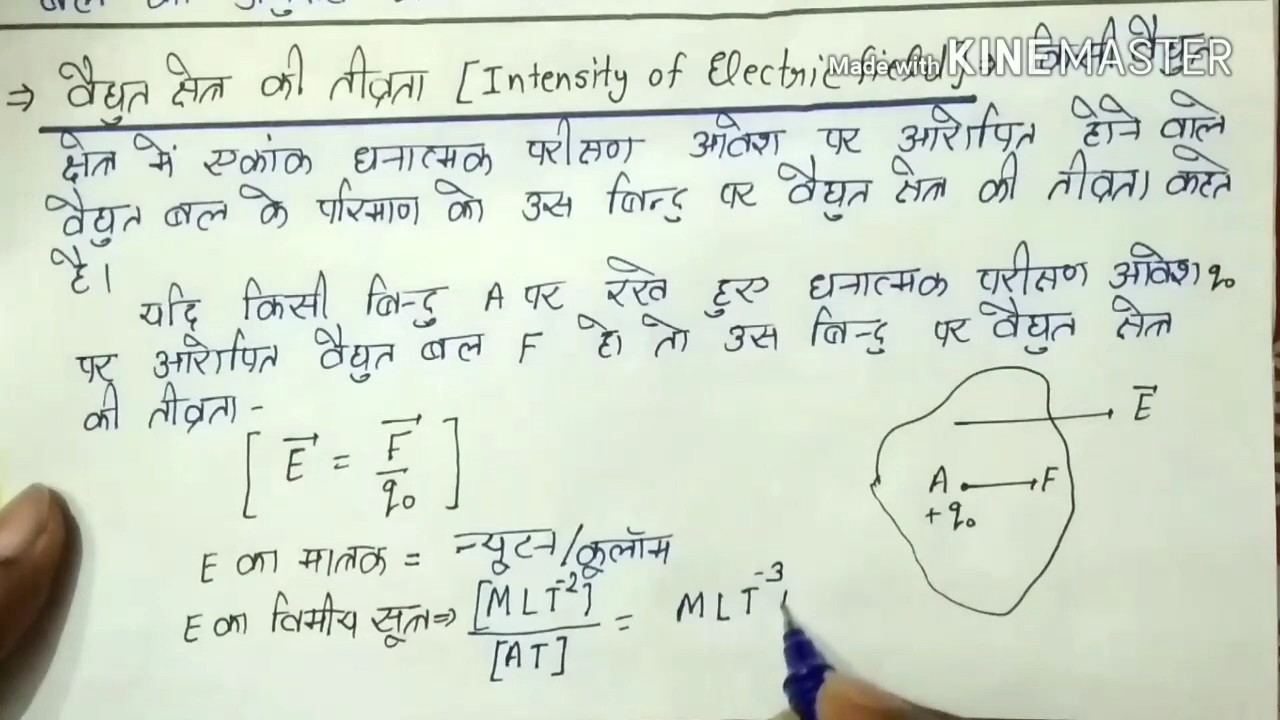 ⇒ वैद्युत क्षेत्र की तीव्रता [Intensity of Electric field]: किसी वैद्युत
Made with KINEMASTER
क्षेत्र में एकांक धनात्मक परीक्षण आवेश पर आरोपित होने वाले
वैद्युत बल के परिमाण को उस बिन्दु पर वैद्युत क्षेत्र की तीव्रता कहते
है।
यदि किसी बिन्दु A पर रखे हुए धनात्मक परीक्षण आवेश q₀
पर आरोपित वैद्युत बल F हो तो उस बिन्दु पर वैद्युत क्षेत्र
की तीव्रता -
[E⃗ = F⃗/q₀]
E⃗
A F
+q₀
E का मात्रक = न्यूटन/कूलॉम
E का विमीय सूत्र ⇒ [MLT⁻²]/[AT] = MLT⁻³